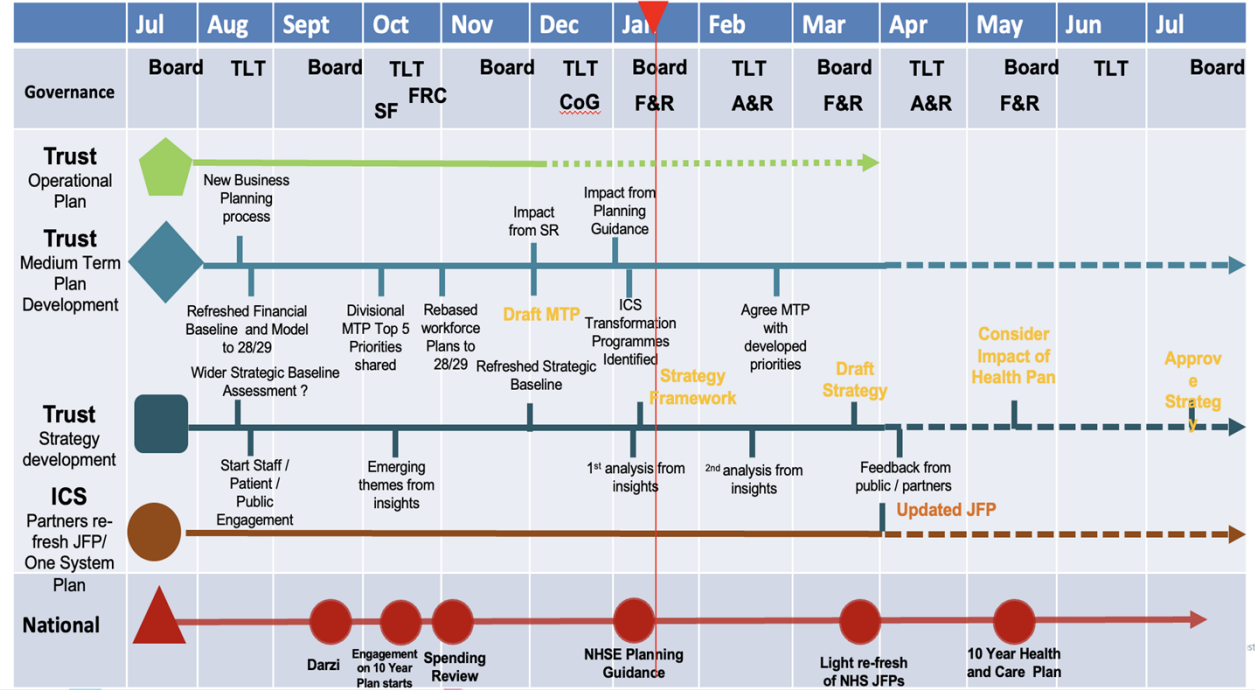 Jul Aug Sept Oct Nov Dec Jan Feb Mar Apr May Jun Jul
Governance
Board TLT Board TLT Board TLT Board TLT Board TLT Board TLT Board
SF FRC CoG F&R A&R F&R A&R F&R
Trust
Operational
Plan
New Business
Planning
process
Impact
from SR
Impact from
Planning
Guidance
Trust
Medium Term
Plan
Development
Refreshed Financial
Baseline and Model
to 28/29
Divisional
MTP Top 5
Priorities
shared
Rebased
workforce
Plans to
28/29
Draft MTP
ICS
Transformation
Programmes
Identified
Agree MTP
with
developed
priorities
Wider Strategic Baseline
Assessment ?
Refreshed Strategic
Baseline
Strategy
Framework
Draft
Strategy
Consider
Impact of
Health Pan
Approv
e
Strateg
y
Trust
Strategy
development
Start Staff /
Patient /
Public
Engagement
Emerging
themes from
insights
1st analysis from
insights
2nd analysis from
insights
Feedback from
public / partners
ICS
Partners re-
fresh JFP/
One System
Plan
Updated JFP
National
Darzi
Engagement
on 10 Year
Plan starts
Spending
Review
NHSE Planning
Guidance
Light re-fresh
of NHS JFPs
10 Year Health
and Care Plan